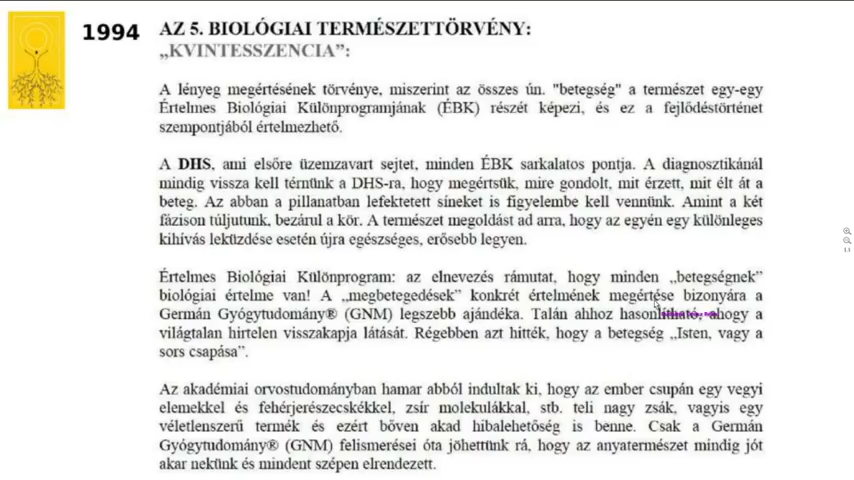 1994
AZ 5. BIOLÓGIAI TERMÉSZETTÖRVÉNY:
„KVINTESSZENCIA”:
A lényeg megértésének törvénye, miszerint az összes ún. "betegség" a természet egy-egy
Értelmes Biológiai Különprogramjának (ÉBK) részét képezi, és ez a fejlődéstörténet
szempontjából értelmezhető.
A DHS, ami elsőre üzemzavart sejtet, minden ÉBK sarkalatos pontja. A diagnosztikánál
mindig vissza kell térnünk a DHS-ra, hogy megértsük, mire gondolt, mit érzett, mit élt át a
beteg. Az abban a pillanatban lefektetett síneket is figyelembe kell vennünk. Amint a két
fázison túljutunk, bezárul a kör. A természet megoldást ad arra, hogy az egyén egy különleges
kihívás leküzdése esetén újra egészséges, erősebb legyen.
Értelmes Biológiai Különprogram: az elnevezés rámutat, hogy minden „betegségnek”
biológiai értelme van! A „megbetegedések” konkrét értelmének megértése bizonyára a
Germán Gyógytudomány® (GNM) legszebb ajándéka. Talán ahhoz hasonlítható, ahogy a
világtalan hirtelen visszakapja látását. Régebben azt hitték, hogy a betegség „Isten, vagy a
sors csapása”.
Az akadémiai orvostudományban hamar abból indultak ki, hogy az ember csupán egy vegyi
elemekkel és fehérjerészecskékkel, zsír molekulákkal, stb. teli nagy zsák, vagyis egy
véletlenszerű termék és ezért bőven akad hibalehetőség is benne. Csak a Germán
Gyógytudomány® (GNM) felismerései óta jöhettünk rá, hogy az anyatermészet mindig jót
akar nekünk és mindent szépen elrendezett.